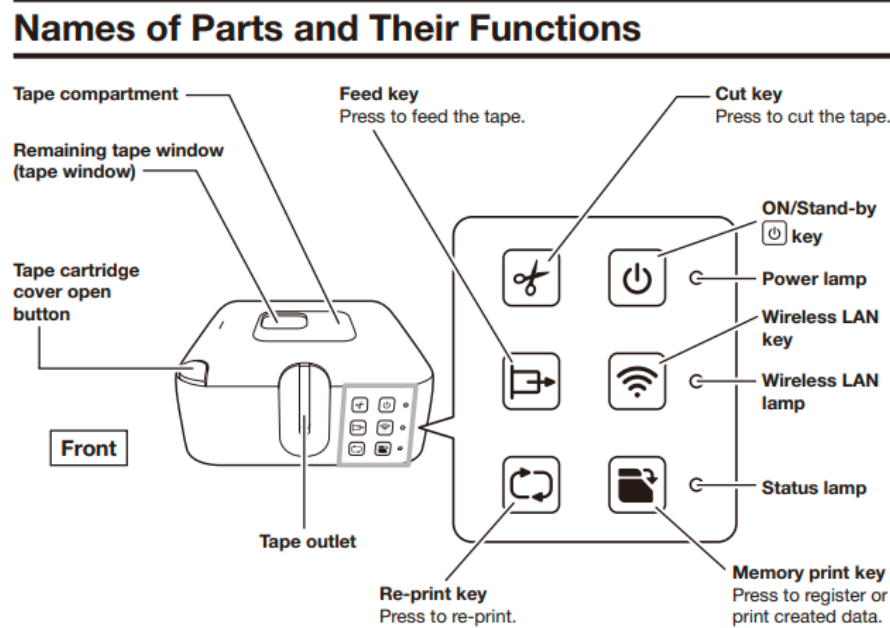 Names of Parts and Their Functions
Tape compartment
Feed key
Press to feed the tape.
Cut key
Press to cut the tape.
Remaining tape window
(tape window)
ON/Stand-by
key
Tape cartridge
cover open
button
Power lamp
Wireless LAN
key
Wireless LAN
lamp
Front
Status lamp
Tape outlet
Re-print key
Press to re-print.
Memory print key
Press to register or
print created data.